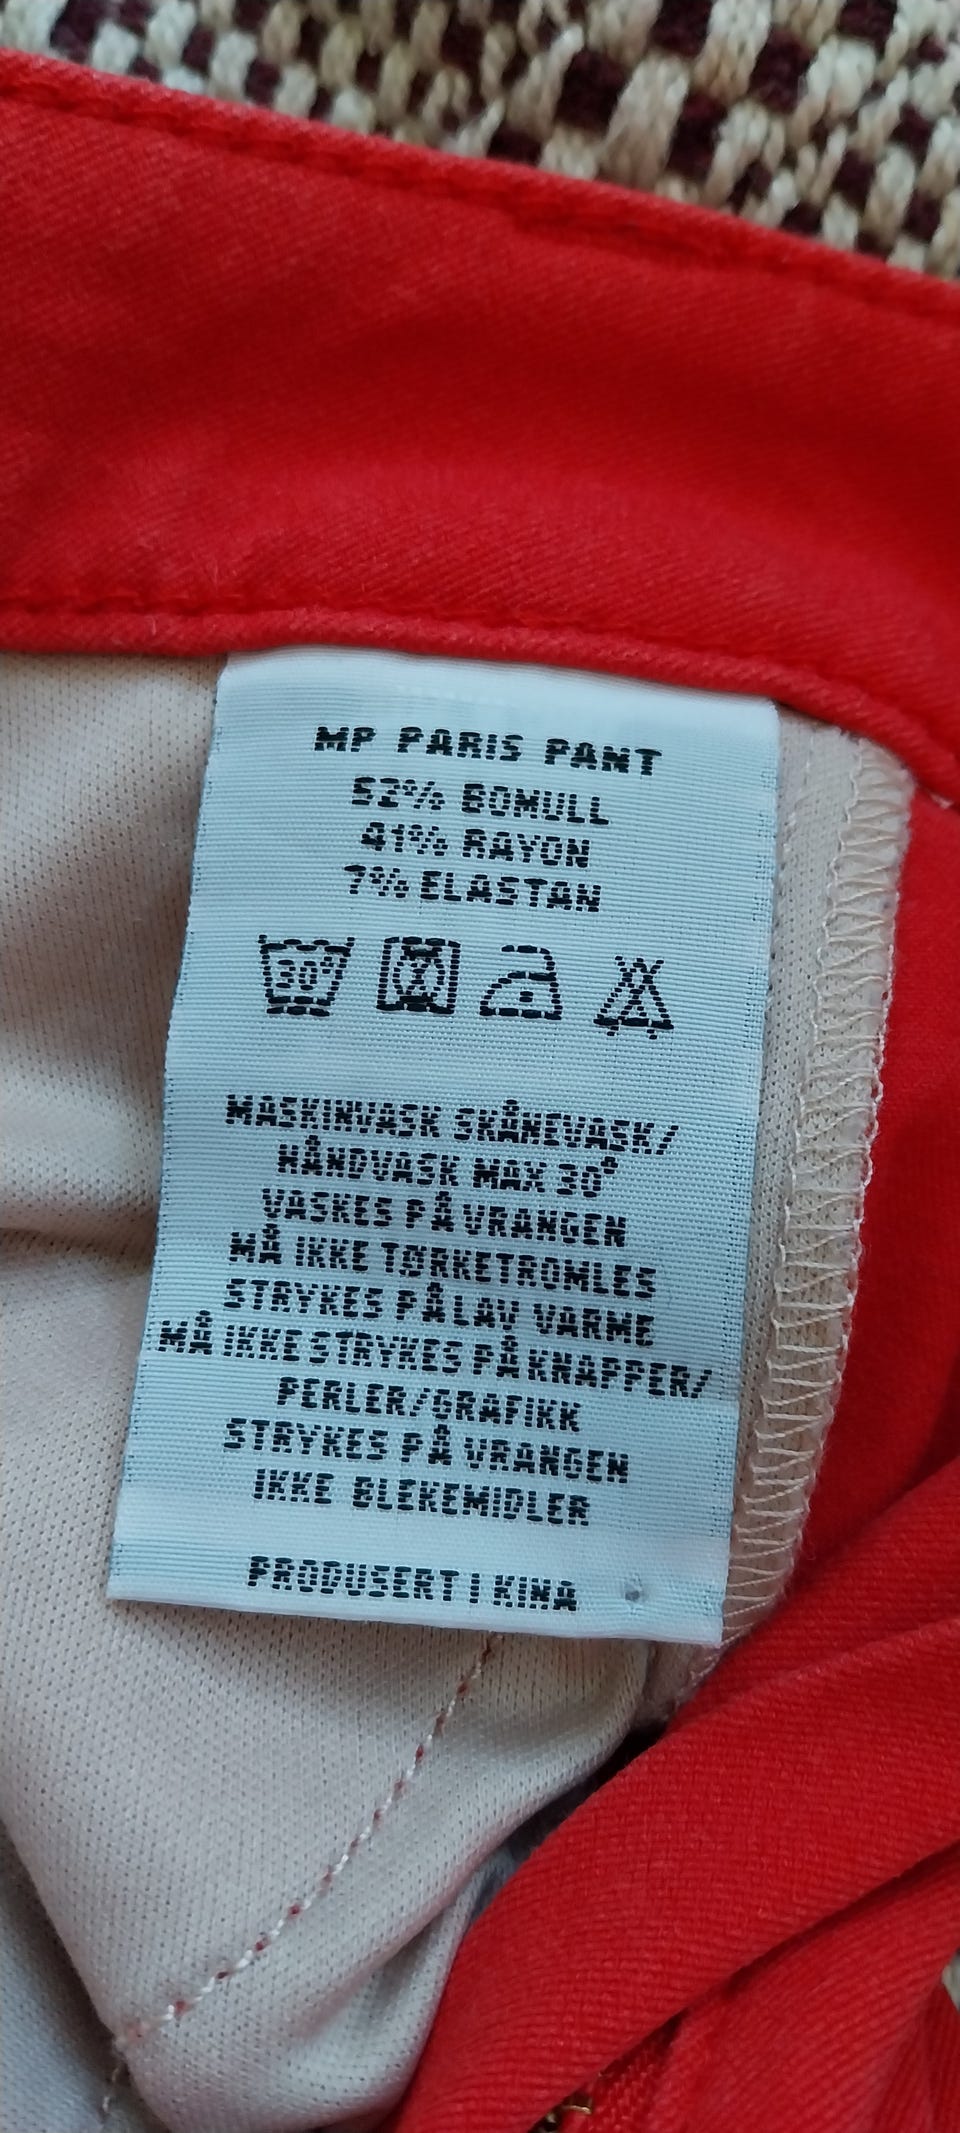 MP PARIS PANT
52% BOMULL
41% RAYON
7% ELASTAN
30°
MASKINVASK SKÅNEVASK/
HÅNDVASK MAX 30°
VASKES PÅ VRANGEN
MÅ IKKE TØRKETROMLES
STRYKES PÅ LAV VARME
MÅ IKKE STRYKES PÅ KNAPPER/
PERLER/GRAFIKK
STRYKES PÅ VRANGEN
IKKE BLEKEMIDLER
PRODUSERT I KINA